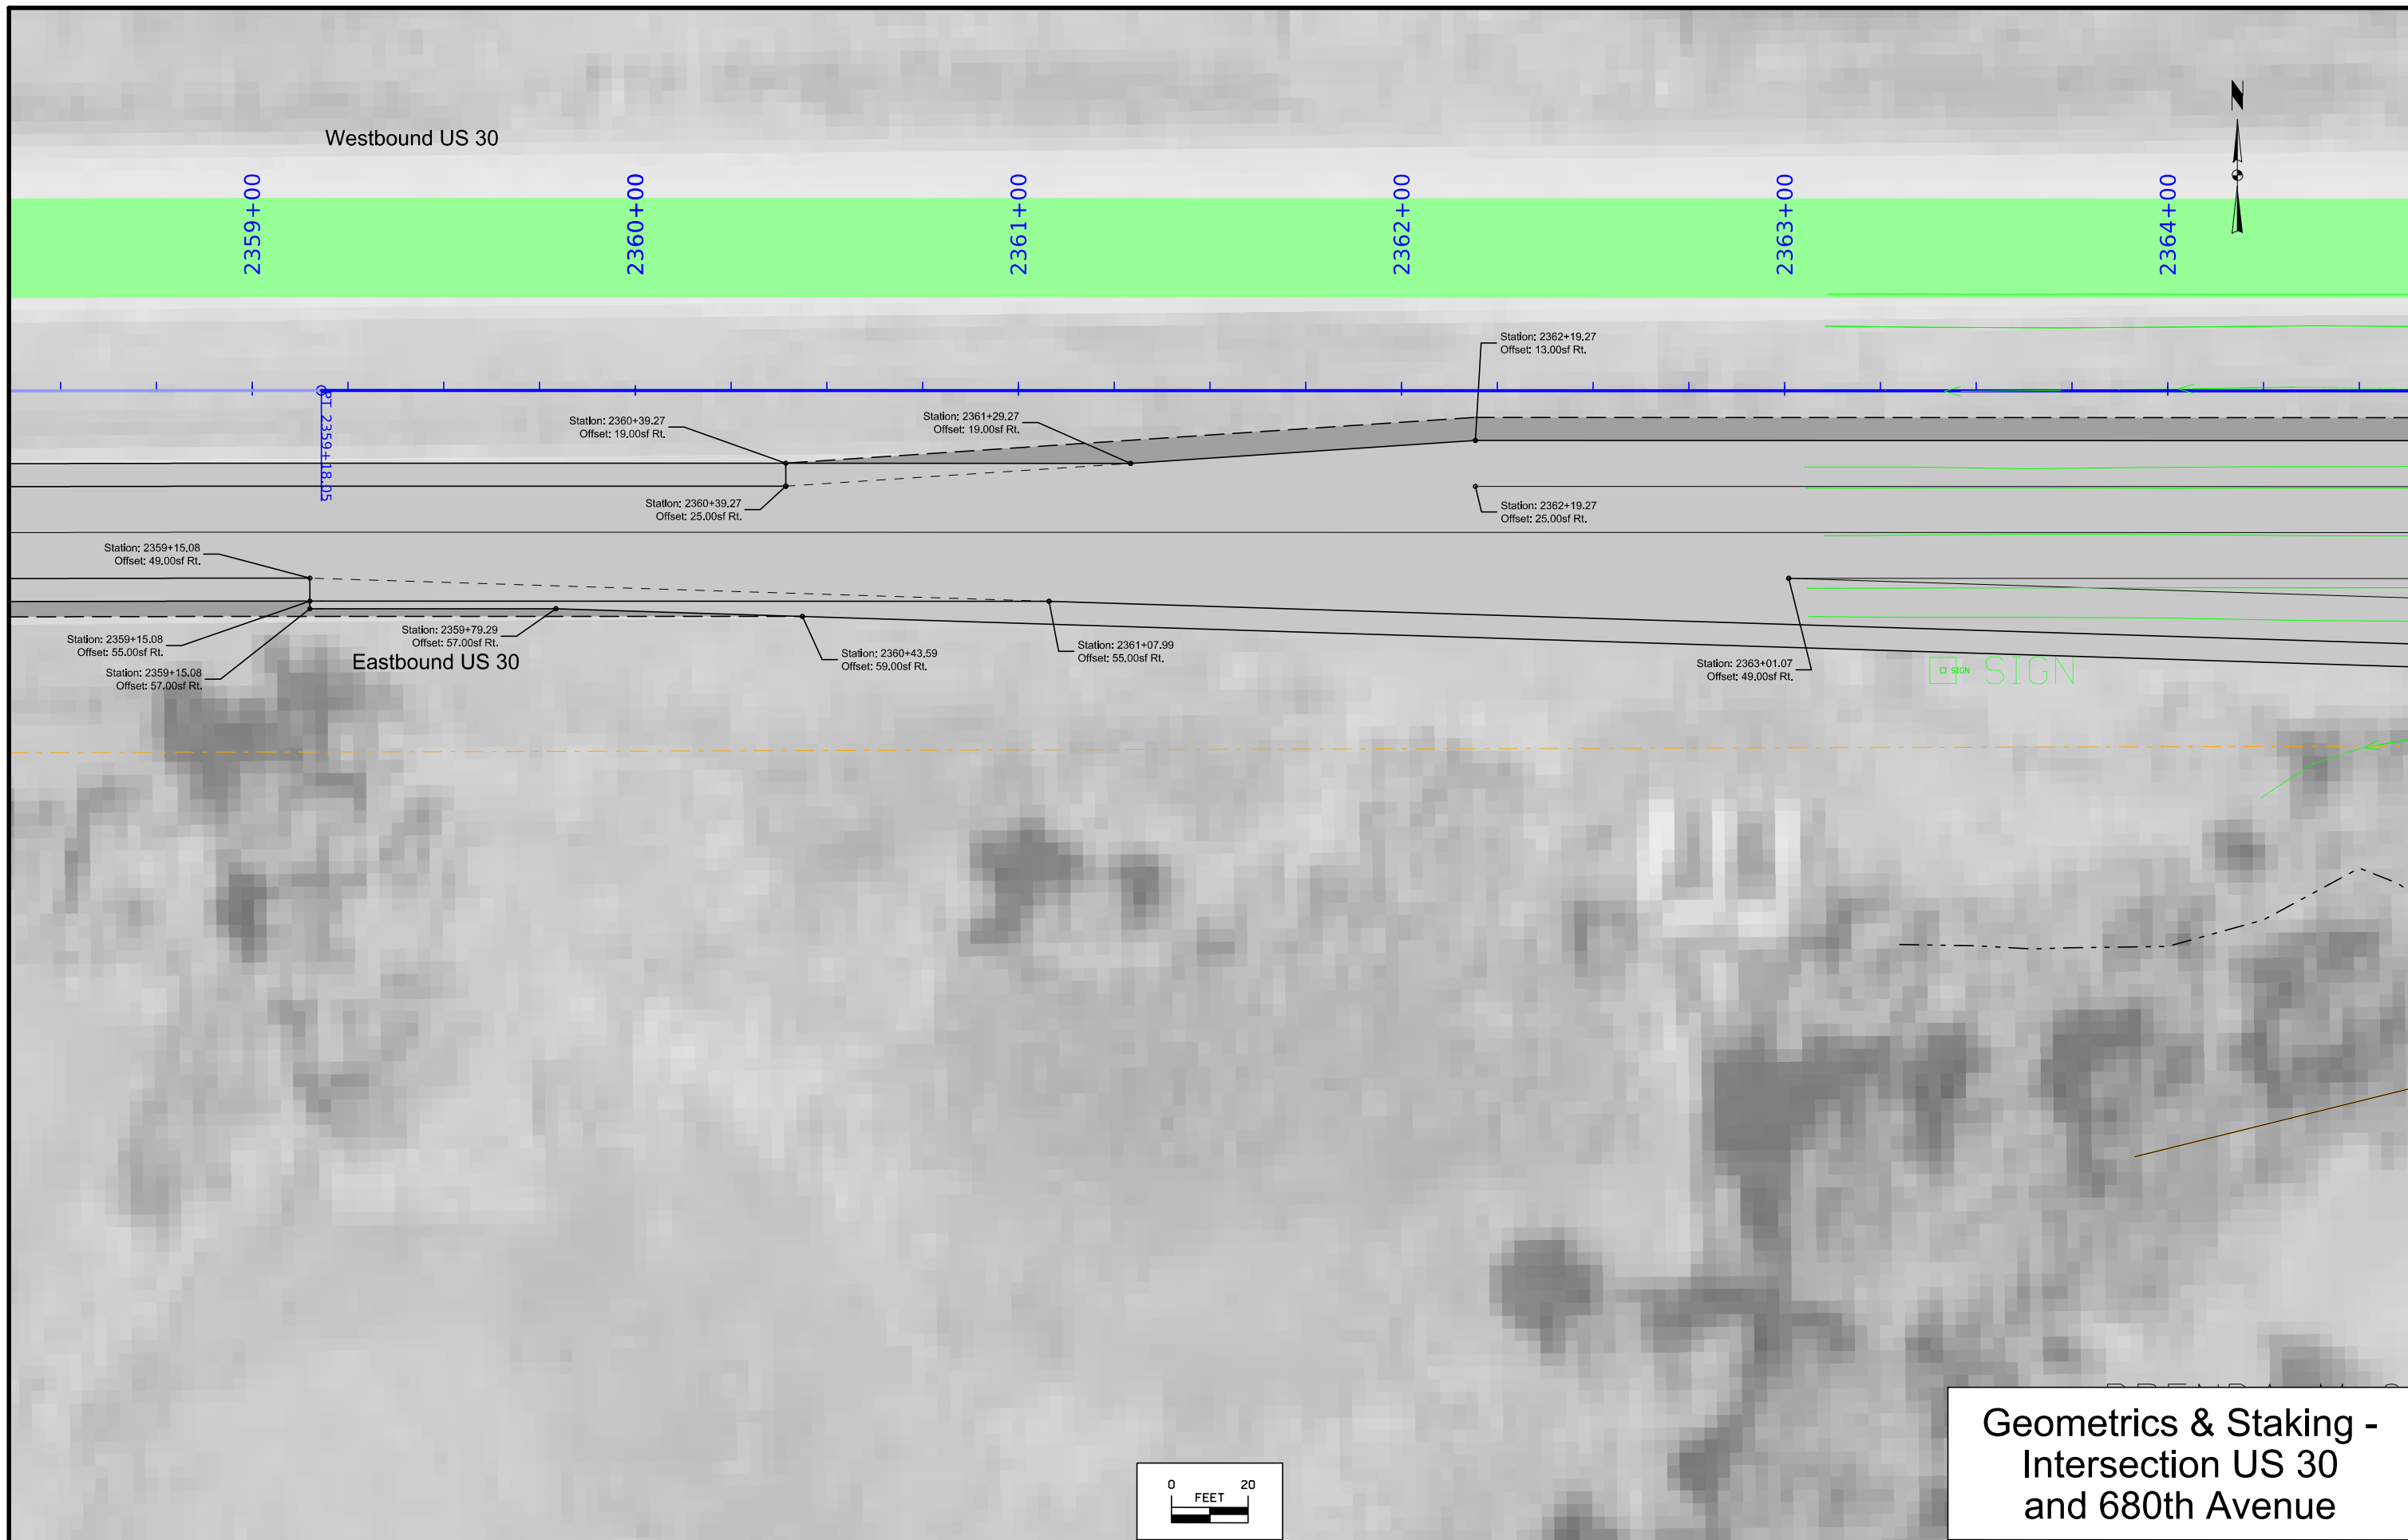 Westbound US 30
N
2359+00
2360+00
2361+00
2362+00
2363+00
2364+00
PT 2359+18.05
Station: 2362+19.27
Offset: 13.00sf Rt.
Station: 2360+39.27
Offset: 19.00sf Rt.
Station: 2361+29.27
Offset: 19.00sf Rt.
Station: 2360+39.27
Offset: 25.00sf Rt.
Station: 2362+19.27
Offset: 25.00sf Rt.
Station: 2359+15.08
Offset: 49.00sf Rt.
Station: 2359+15.08
Offset: 55.00sf Rt.
Station: 2359+79.29
Offset: 57.00sf Rt.
Station: 2359+15.08
Offset: 57.00sf Rt.
Eastbound US 30
Station: 2360+43.59
Offset: 59.00sf Rt.
Station: 2361+07.99
Offset: 55.00sf Rt.
Station: 2363+01.07
Offset: 49.00sf Rt.
SIGN
SIGN
0 20
FEET
Geometrics & Staking -
Intersection US 30
and 680th Avenue